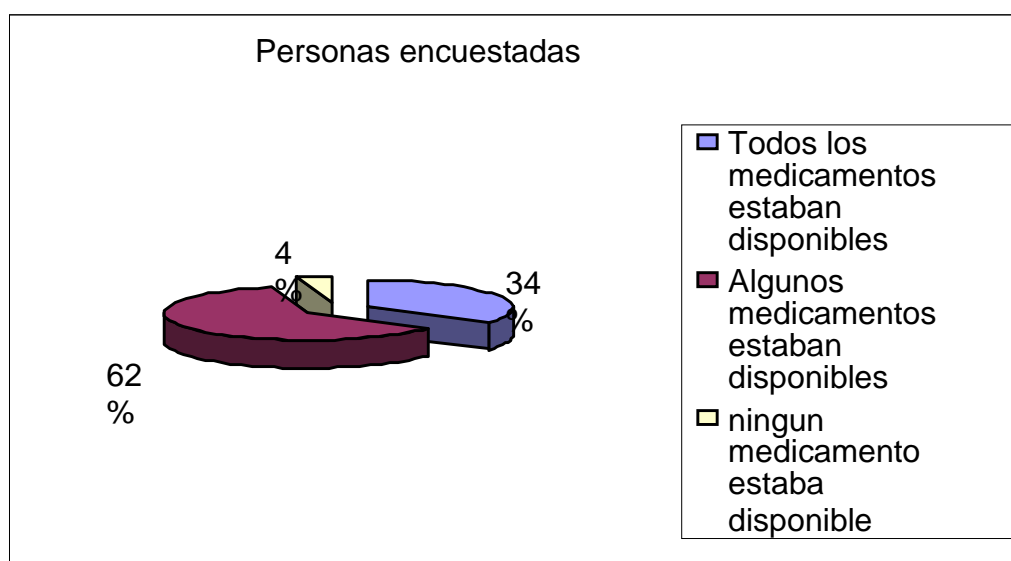 Personas encuestadas
4
%
34
%
62
%
Todos los
medicamentos
estaban
disponibles
Algunos
medicamentos
estaban
disponibles
ningun
medicamento
estaba
disponible